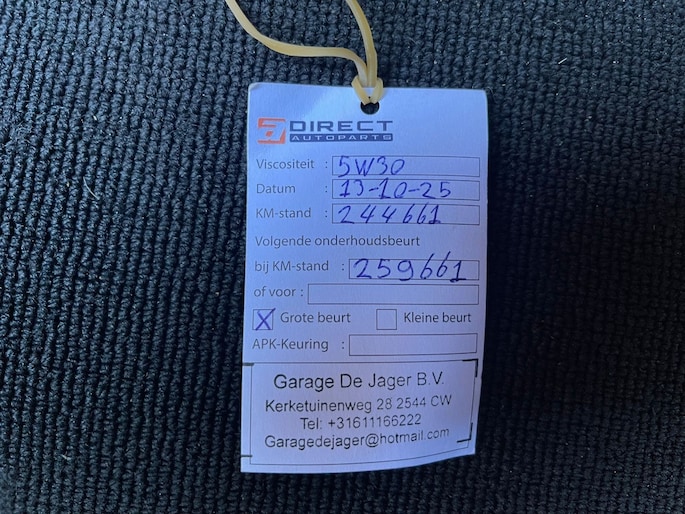 DIRECT
AUTOPARTS
Viscositeit : 5W30
Datum : 13-10-25
KM-stand : 244661
Volgende onderhoudsbeurt
bij KM-stand : 259661
of voor :
X Grote beurt Kleine beurt
APK-Keuring :
Garage De Jager B.V.
Kerketuinenweg 28 2544 CW
Tel: +31611166222
Garagedejager@hotmail.com